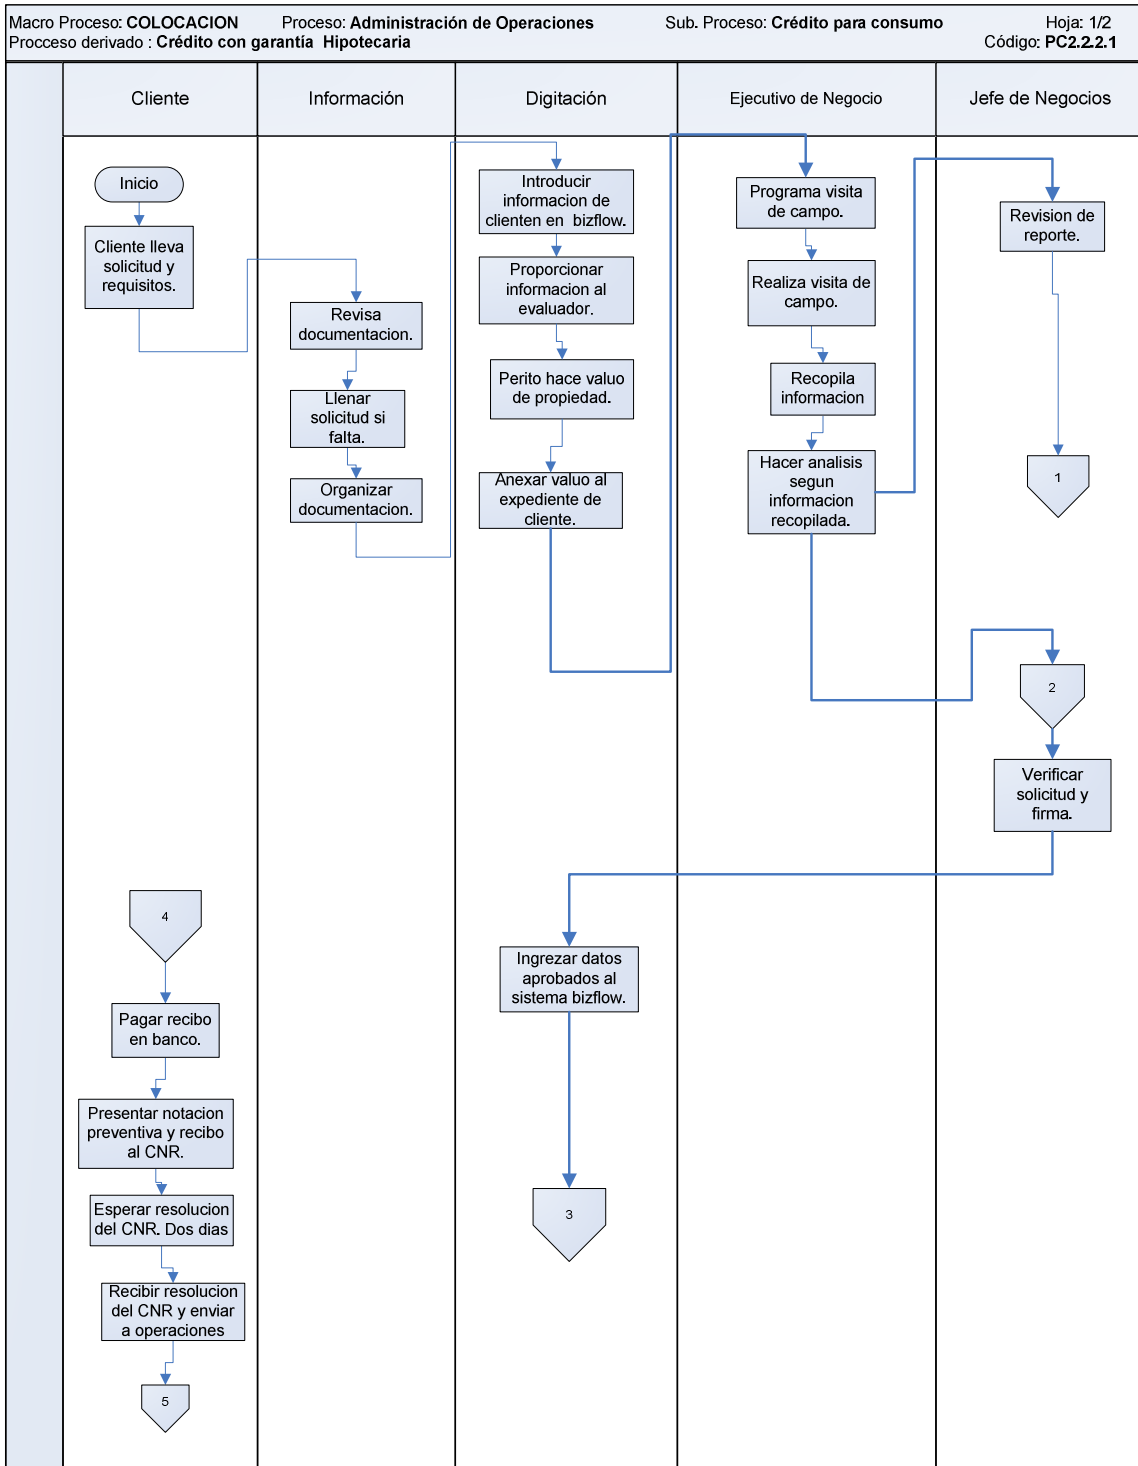 Macro Proceso: COLOCACION Proceso: Administración de Operaciones Sub. Proceso: Crédito para consumo Hoja: 1/2
Procceso derivado : Crédito con garantía Hipotecaria Código: PC2.2.2.1
Cliente
Información
Digitación
Ejecutivo de Negocio
Jefe de Negocios
Inicio
Cliente lleva
solicitud y
requisitos.
Revisa
documentacion.
Llenar
solicitud si
falta.
Organizar
documentacion.
Introducir
informacion de
clienten en bizflow.
Proporcionar
informacion al
evaluador.
Perito hace valuo
de propiedad.
Anexar valuo al
expediente de
cliente.
Programa visita
de campo.
Realiza visita de
campo.
Recopila
informacion
Hacer analisis
segun
informacion
recopilada.
Revision de
reporte.
1
2
Verificar
solicitud y
firma.
Ingrezar datos
aprobados al
sistema bizflow.
3
4
Pagar recibo
en banco.
Presentar notacion
preventiva y recibo
al CNR.
Esperar resolucion
del CNR. Dos dias
Recibir resolucion
del CNR y enviar
a operaciones
5